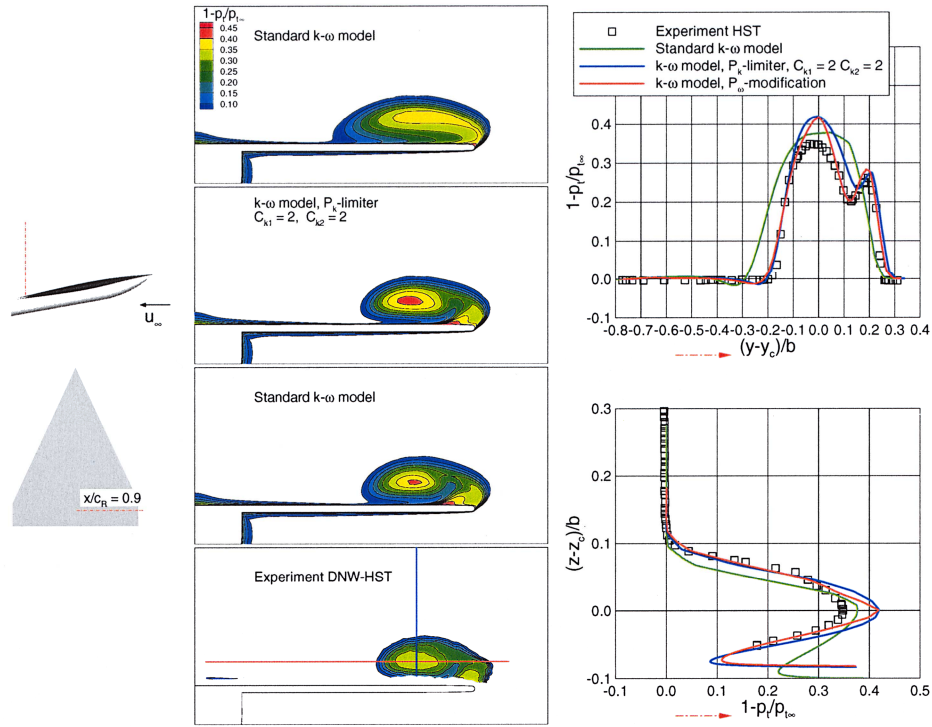 1-pt/pt∞
0.45
0.40
0.35
0.30
0.25
0.20
0.15
0.10
Standard k-ω model
k-ω model, Pk-limiter
Ck1 = 2, Ck2 = 2
Standard k-ω model
Experiment DNW-HST
u∞
x/cR = 0.9
Experiment HST
Standard k-ω model
k-ω model, Pk-limiter, Ck1 = 2 Ck2 = 2
k-ω model, Pω-modification
1-pt/pt∞
0.4
0.3
0.2
0.1
0.0
-0.1
-0.8 -0.7 -0.6 -0.5 -0.4 -0.3 -0.2 -0.1 0.0 0.1 0.2 0.3 0.4
(y-yc)/b
(z-zc)/b
0.3
0.2
0.1
0.0
-0.1
-0.2
-0.1 0.0 0.1 0.2 0.3 0.4 0.5
1-pt/pt∞